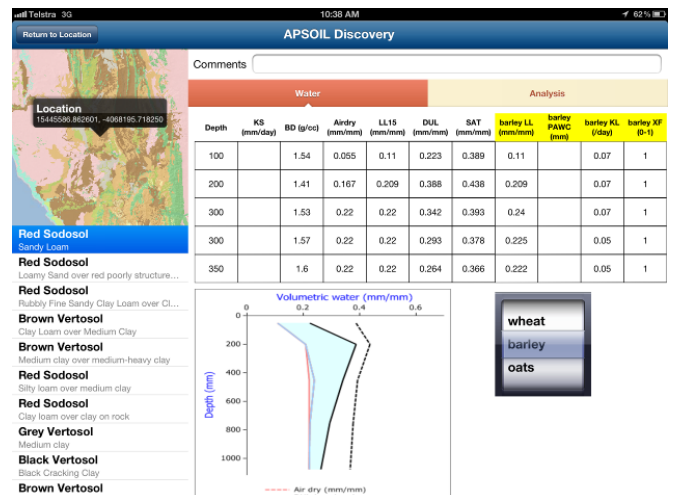 Telstra 3G 10:38 AM 62%
Return to Location APSOIL Discovery
Comments
Water Analysis
Location
15445586.862601, -4068195.718250
Depth KS (mm/day) BD (g/cc) Airdry (mm/mm) LL15 (mm/mm) DUL (mm/mm) SAT (mm/mm) barley LL (mm/mm) barley PAWC (mm) barley KL (/day) barley XF (0-1)
100 1.54 0.055 0.11 0.223 0.389 0.11 0.07 1
200 1.41 0.167 0.209 0.388 0.438 0.209 0.07 1
300 1.53 0.22 0.22 0.342 0.393 0.24 0.07 1
300 1.57 0.22 0.22 0.293 0.378 0.225 0.05 1
350 1.6 0.22 0.22 0.264 0.366 0.222 0.05 1
Red Sodosol
Sandy Loam
Red Sodosol
Loamy Sand over red poorly structure...
Red Sodosol
Rubbly Fine Sandy Clay Loam over Cl...
Brown Vertosol
Clay Loam over Medium Clay
Brown Vertosol
Medium clay over medium-heavy clay
Red Sodosol
Silty loam over medium clay
Red Sodosol
Clay loam over clay on rock
Grey Vertosol
Medium clay
Black Vertosol
Black Cracking Clay
Brown Vertosol
Volumetric water (mm/mm)
0 0.2 0.4 0.6
0
200
400
600
800
1000
Depth (mm)
Air dry (mm/mm)
wheat
barley
oats